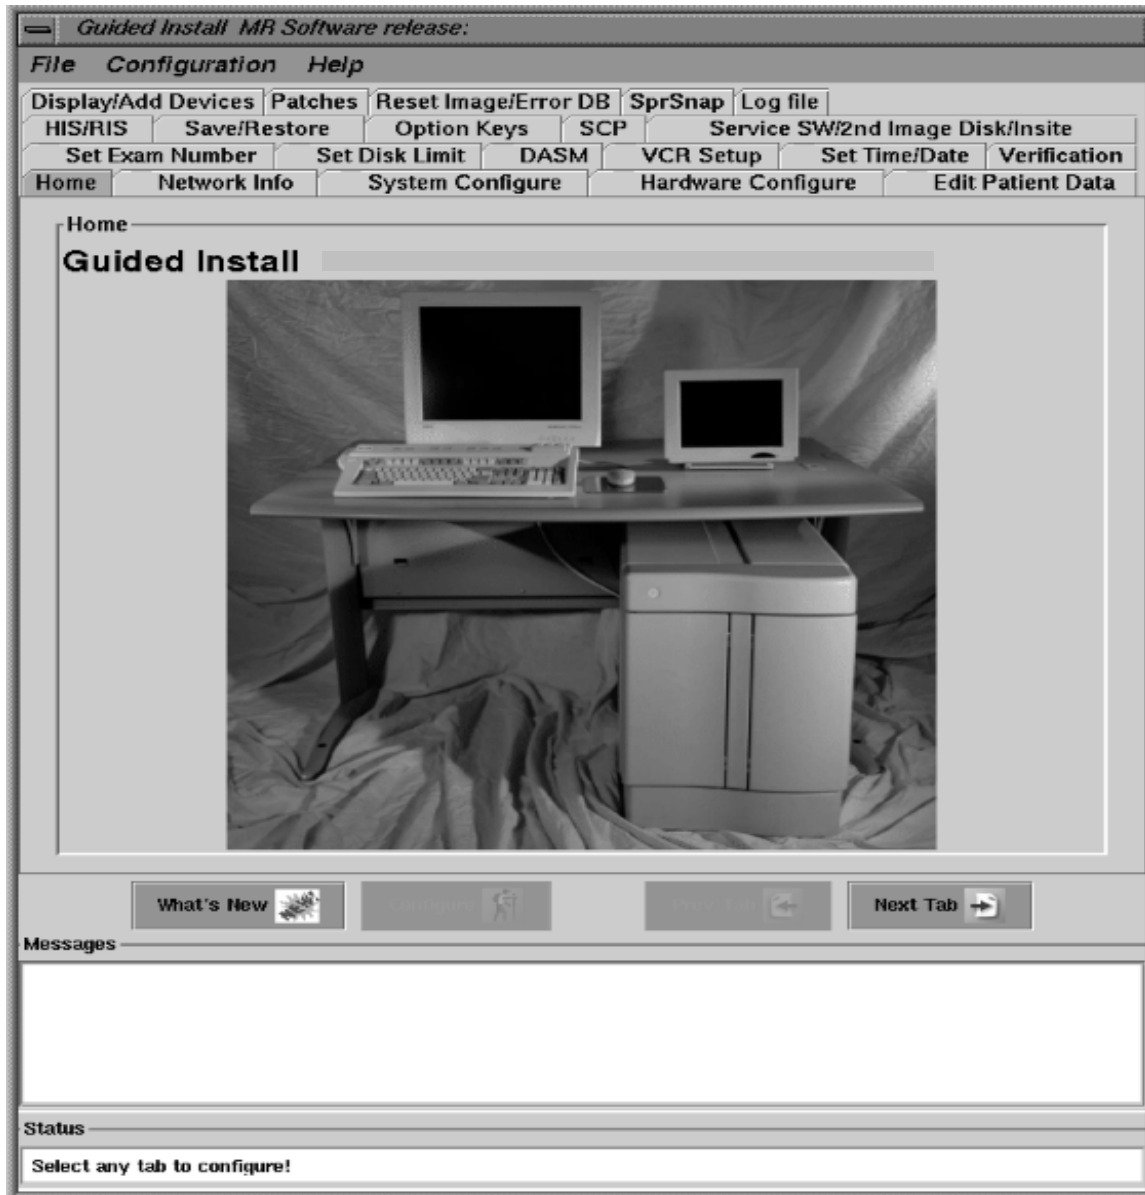 Guided Install MR Software release:
File Configuration Help
Display/Add Devices Patches Reset Image/Error DB SprSnap Log file
HIS/RIS Save/Restore Option Keys SCP Service SW/2nd Image Disk/Insite
Set Exam Number Set Disk Limit DASM VCR Setup Set Time/Date Verification
Home Network Info System Configure Hardware Configure Edit Patient Data
Home
Guided Install
What's New Configure Prev Tab Next Tab
Messages
Status
Select any tab to configure!